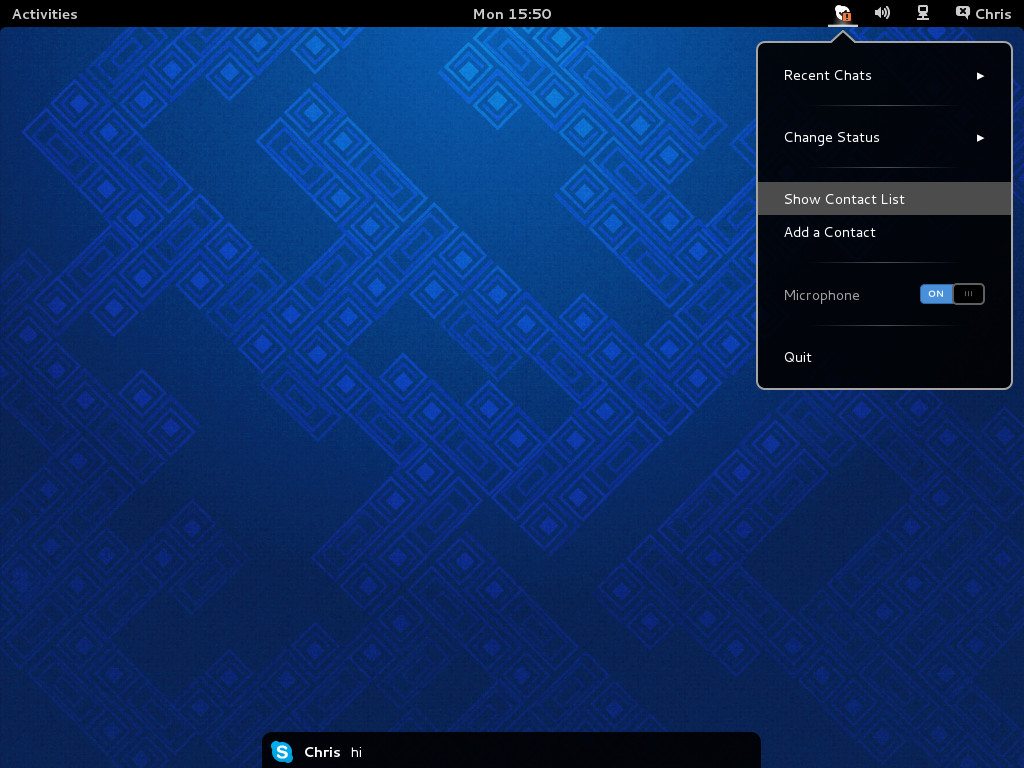 Activities
Mon 15:50
Chris
Recent Chats
Change Status
Show Contact List
Add a Contact
Microphone ON
Quit
S Chris hi